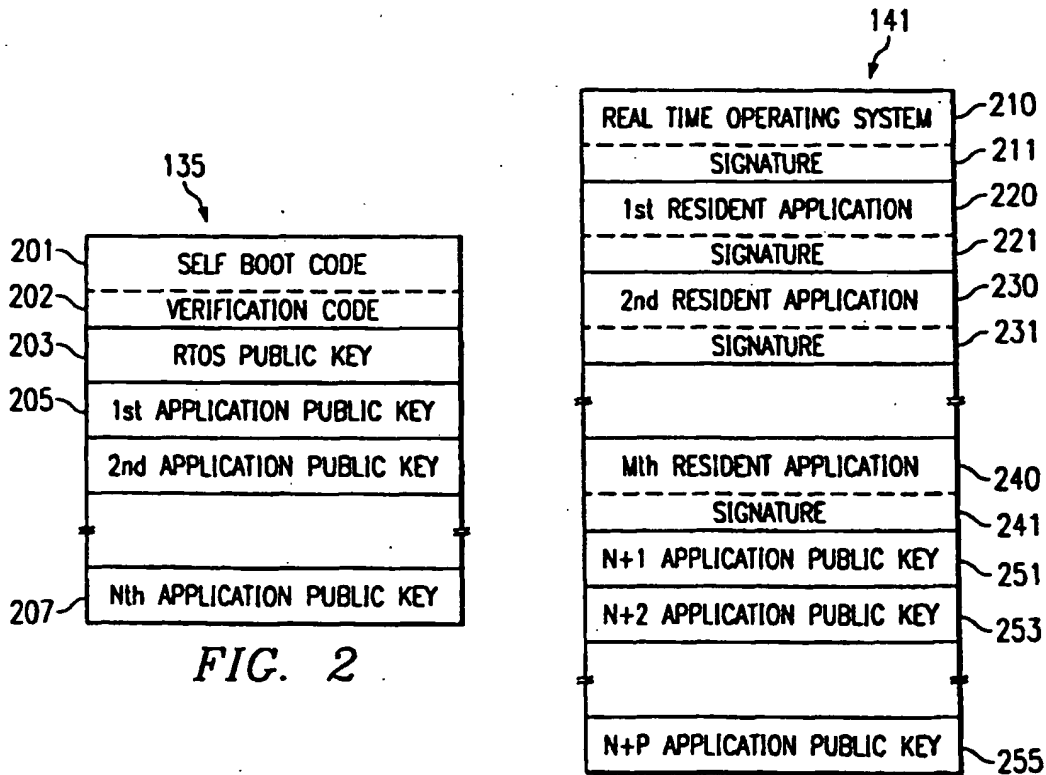 135
201
SELF BOOT CODE
202
VERIFICATION CODE
203
RTOS PUBLIC KEY
205
1st APPLICATION PUBLIC KEY
2nd APPLICATION PUBLIC KEY
207
Nth APPLICATION PUBLIC KEY
FIG. 2
141
REAL TIME OPERATING SYSTEM
210
SIGNATURE
211
1st RESIDENT APPLICATION
220
SIGNATURE
221
2nd RESIDENT APPLICATION
230
SIGNATURE
231
Mth RESIDENT APPLICATION
240
SIGNATURE
241
N+1 APPLICATION PUBLIC KEY
251
N+2 APPLICATION PUBLIC KEY
253
N+P APPLICATION PUBLIC KEY
255